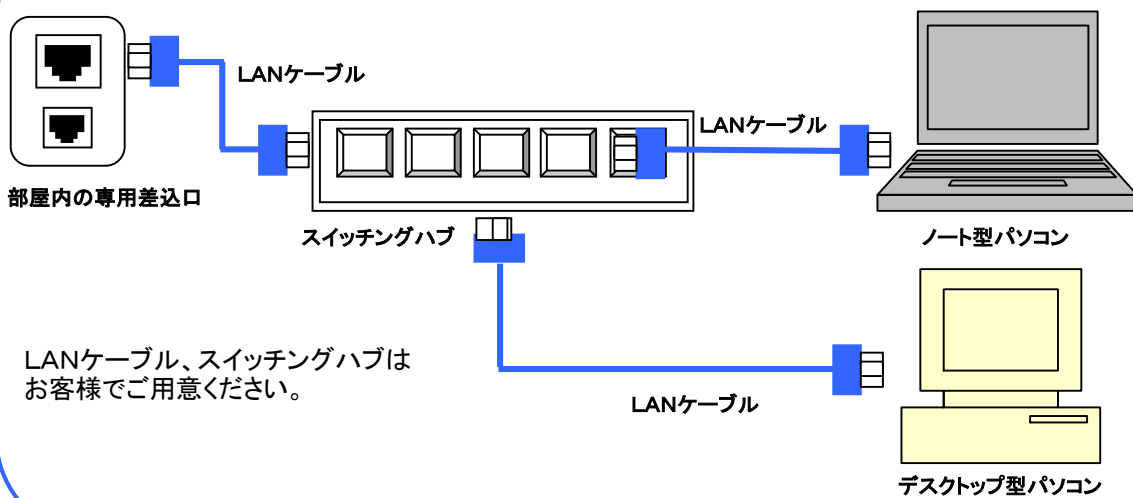 LANケーブル
LANケーブル
部屋内の専用差込口
スイッチングハブ
ノート型パソコン
LANケーブル、スイッチングハブは
お客様でご用意ください。
LANケーブル
デスクトップ型パソコン